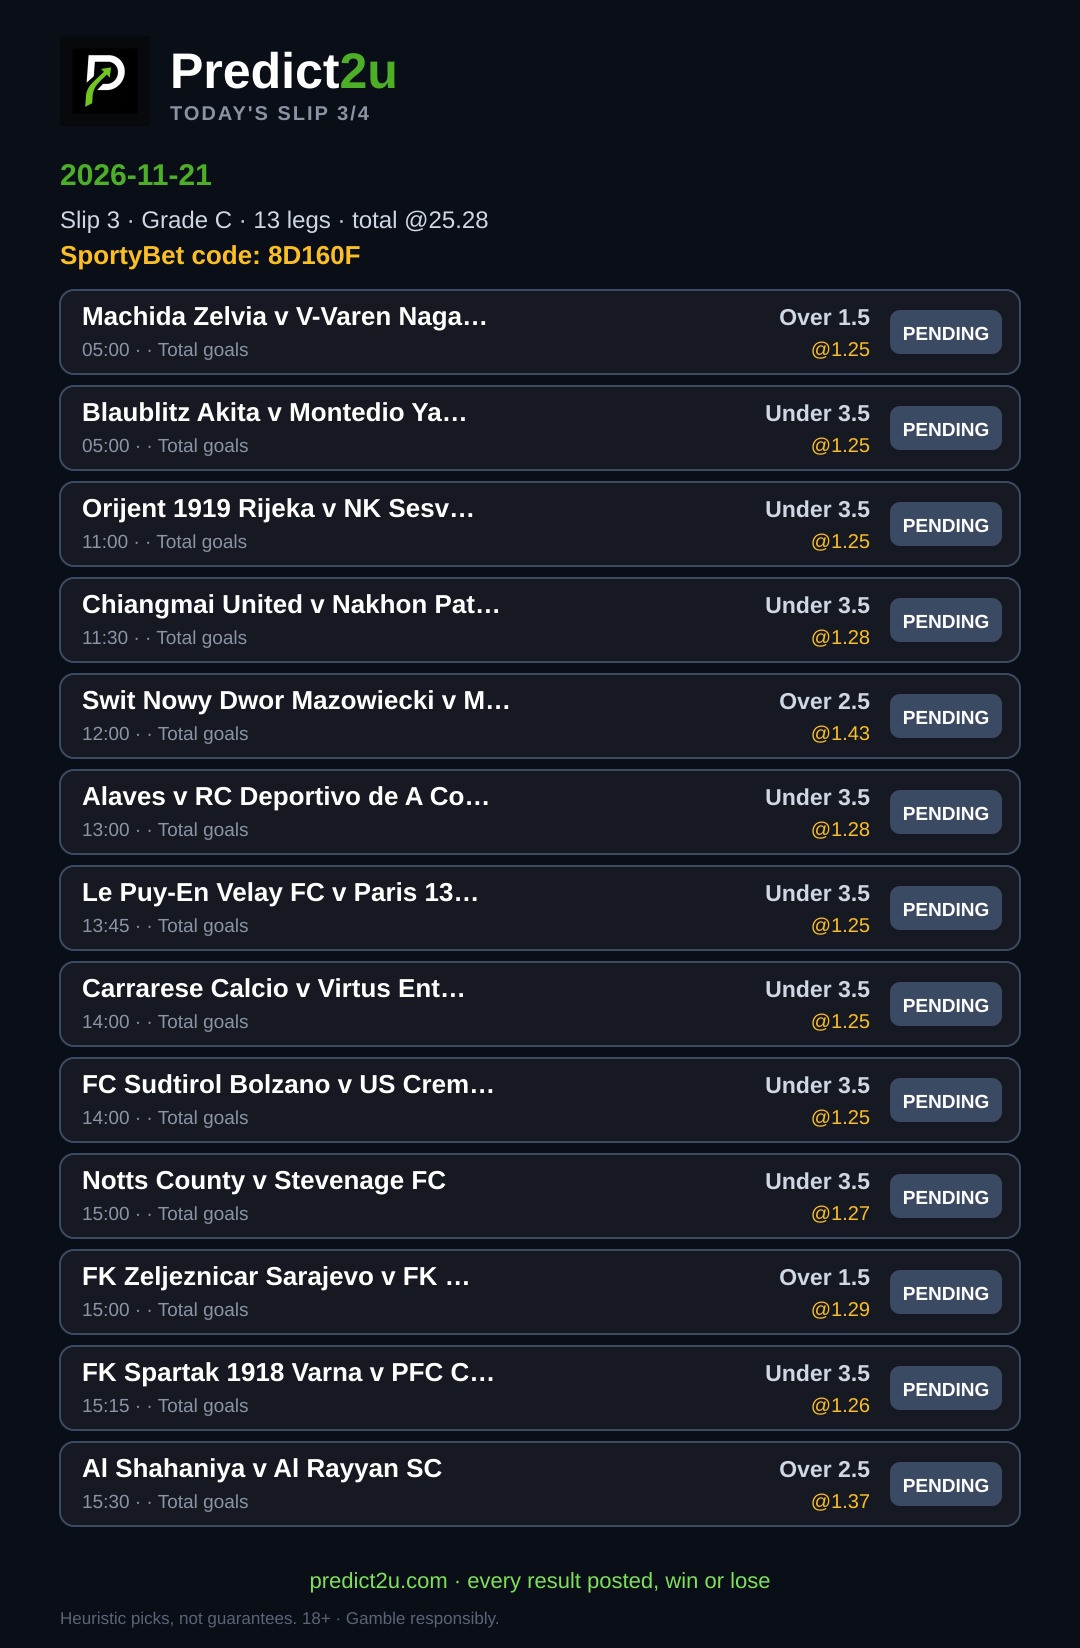 Predict2u
TODAY'S SLIP 3/4
2026-11-21
Slip 3 · Grade C · 13 legs · total @25.28
SportyBet code: 8D160F
Machida Zelvia v V-Varen Naga…
Over 1.5
05:00 · · Total goals
@1.25
PENDING
Blaublitz Akita v Montedio Ya…
Under 3.5
05:00 · · Total goals
@1.25
PENDING
Orijent 1919 Rijeka v NK Sesv…
Under 3.5
11:00 · · Total goals
@1.25
PENDING
Chiangmai United v Nakhon Pat…
Under 3.5
11:30 · · Total goals
@1.28
PENDING
Swit Nowy Dwor Mazowiecki v M…
Over 2.5
12:00 · · Total goals
@1.43
PENDING
Alaves v RC Deportivo de A Co…
Under 3.5
13:00 · · Total goals
@1.28
PENDING
Le Puy-En Velay FC v Paris 13…
Under 3.5
13:45 · · Total goals
@1.25
PENDING
Carrarese Calcio v Virtus Ent…
Under 3.5
14:00 · · Total goals
@1.25
PENDING
FC Sudtirol Bolzano v US Crem…
Under 3.5
14:00 · · Total goals
@1.25
PENDING
Notts County v Stevenage FC
Under 3.5
15:00 · · Total goals
@1.27
PENDING
FK Zeljeznicar Sarajevo v FK …
Over 1.5
15:00 · · Total goals
@1.29
PENDING
FK Spartak 1918 Varna v PFC C…
Under 3.5
15:15 · · Total goals
@1.26
PENDING
Al Shahaniya v Al Rayyan SC
Over 2.5
15:30 · · Total goals
@1.37
PENDING
predict2u.com · every result posted, win or lose
Heuristic picks, not guarantees. 18+ · Gamble responsibly.